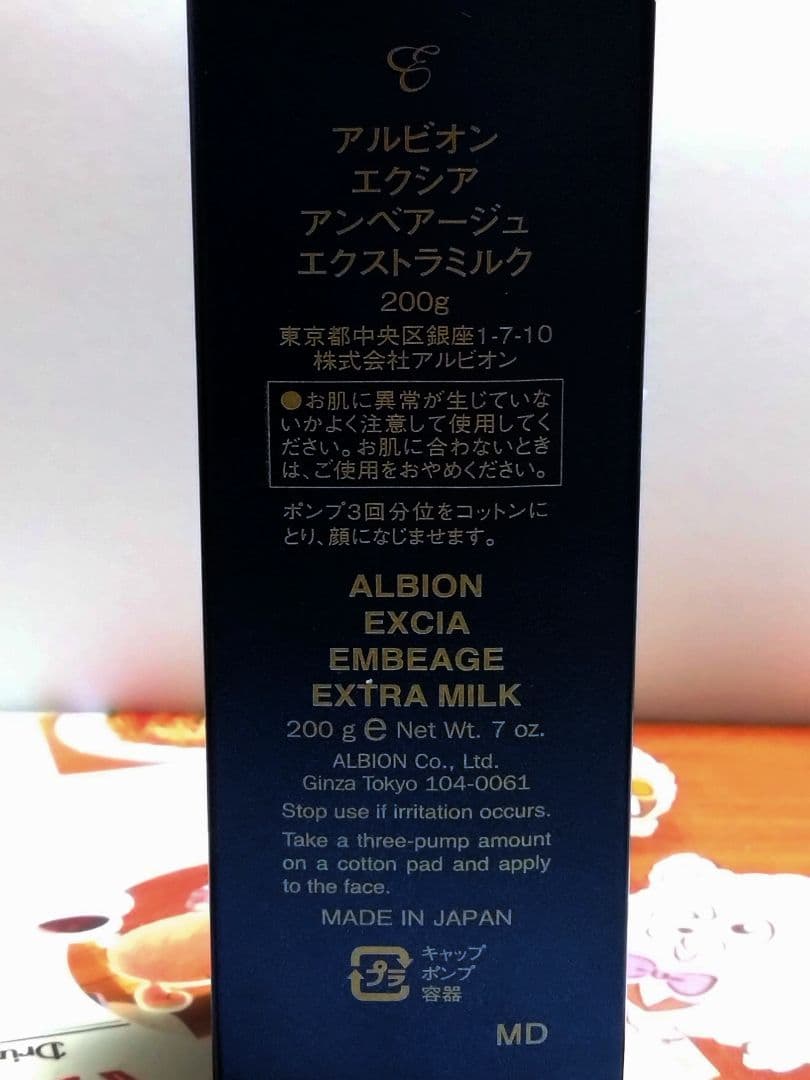 E
アルビオン
エクシア
アンベアージュ
エクストラミルク
200g
東京都中央区銀座1-7-10
株式会社アルビオン
●お肌に異常が生じていな
いかよく注意して使用してく
ださい。お肌に合わないとき
は、ご使用をおやめください。
ポンプ3回分位をコットンに
とり、顔になじませます。
ALBION
EXCIA
EMBEAGE
EXTRA MILK
200 g e Net Wt. 7 oz.
ALBION Co., Ltd.
Ginza Tokyo 104-0061
Stop use if irritation occurs.
Take a three-pump amount
on a cotton pad and apply
to the face.
MADE IN JAPAN
プラ
キャップ
ポンプ
容器
MD